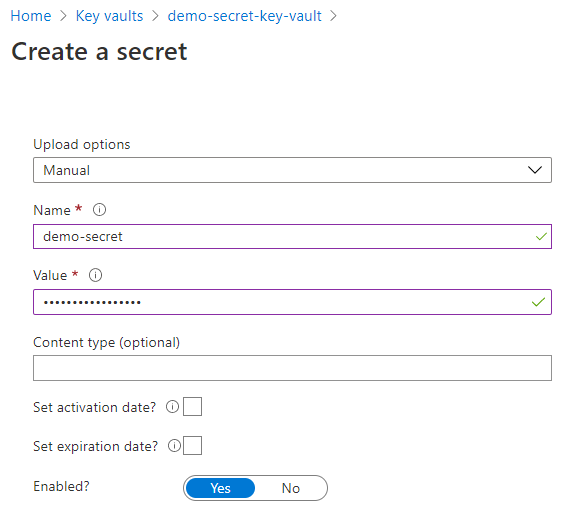 Home > Key vaults > demo-secret-key-vault >
Create a secret
Upload options
Manual
Name *
demo-secret
Value *
•••••••••••••••••
Content type (optional)
Set activation date?
Set expiration date?
Enabled? Yes No